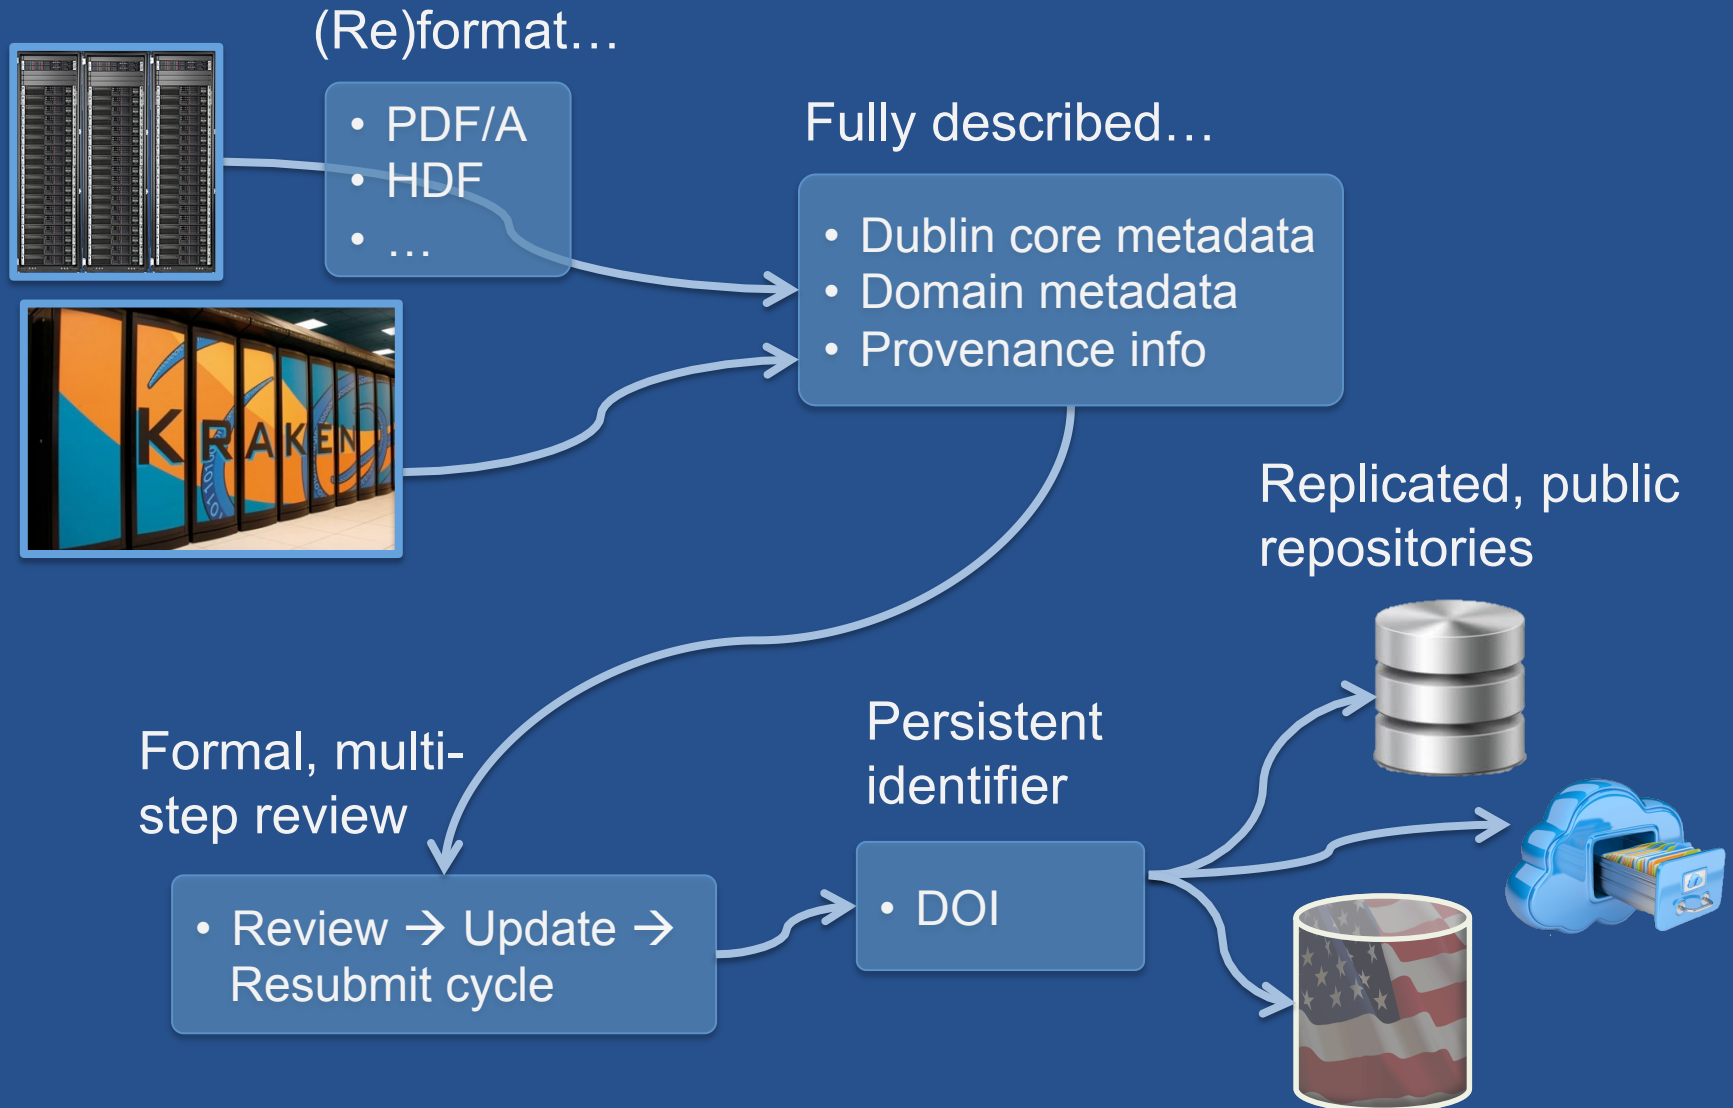 (Re)format…
• PDF/A
• HDF
• …
Fully described…
• Dublin core metadata
• Domain metadata
• Provenance info
KRAKEN
Replicated, public
repositories
Formal, multi-
step review
• Review → Update →
Resubmit cycle
Persistent
identifier
• DOI